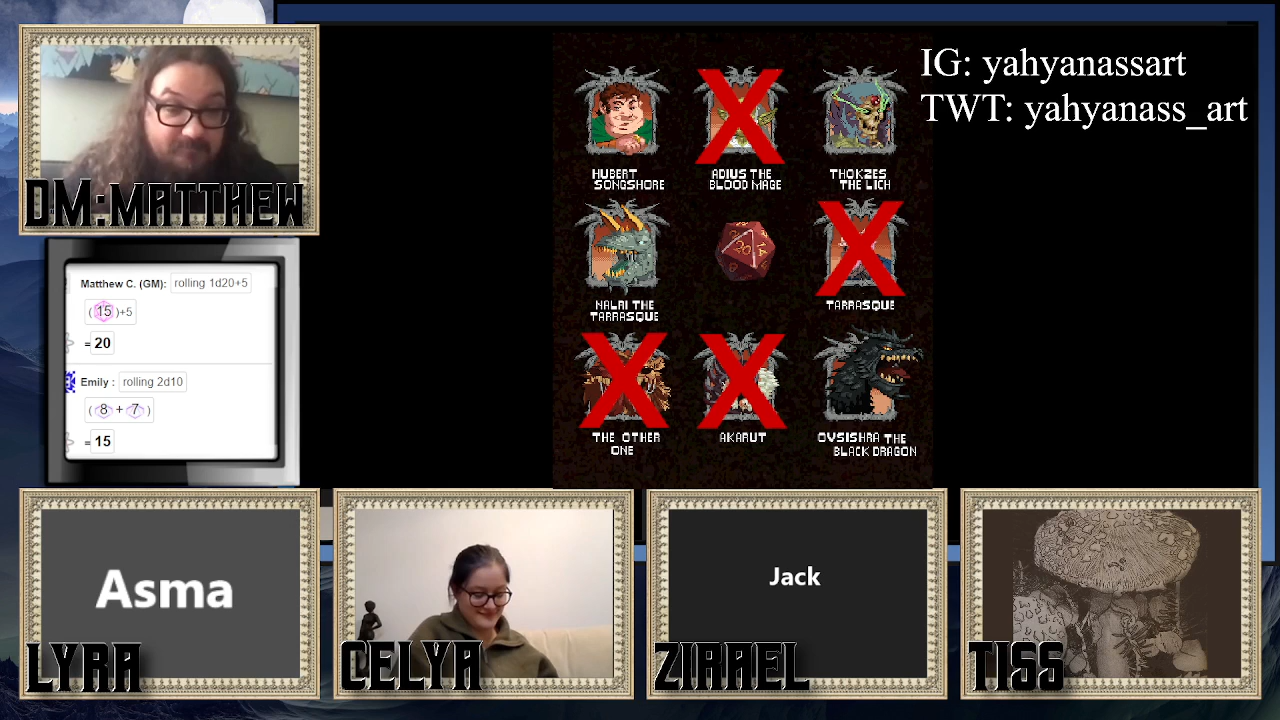 IG: yahyanassart
TWT: yahyanass_art
DM:MATTHEW
HUBERT
SONGSHORE
ADIUS THE
BLOOD MAGE
THOKZES
THE LICH
20
NALRI THE
TARRASQUE
TARRASQUE
THE OTHER
ONE
AKARUT
OVSISHRA THE
BLACK DRAGON
Matthew C. (GM): rolling 1d20+5
(15)+5
=20
Emily : rolling 2d10
(8+7)
=15
Asma
LYRA
CELYA
Jack
ZIRAEL
TISS